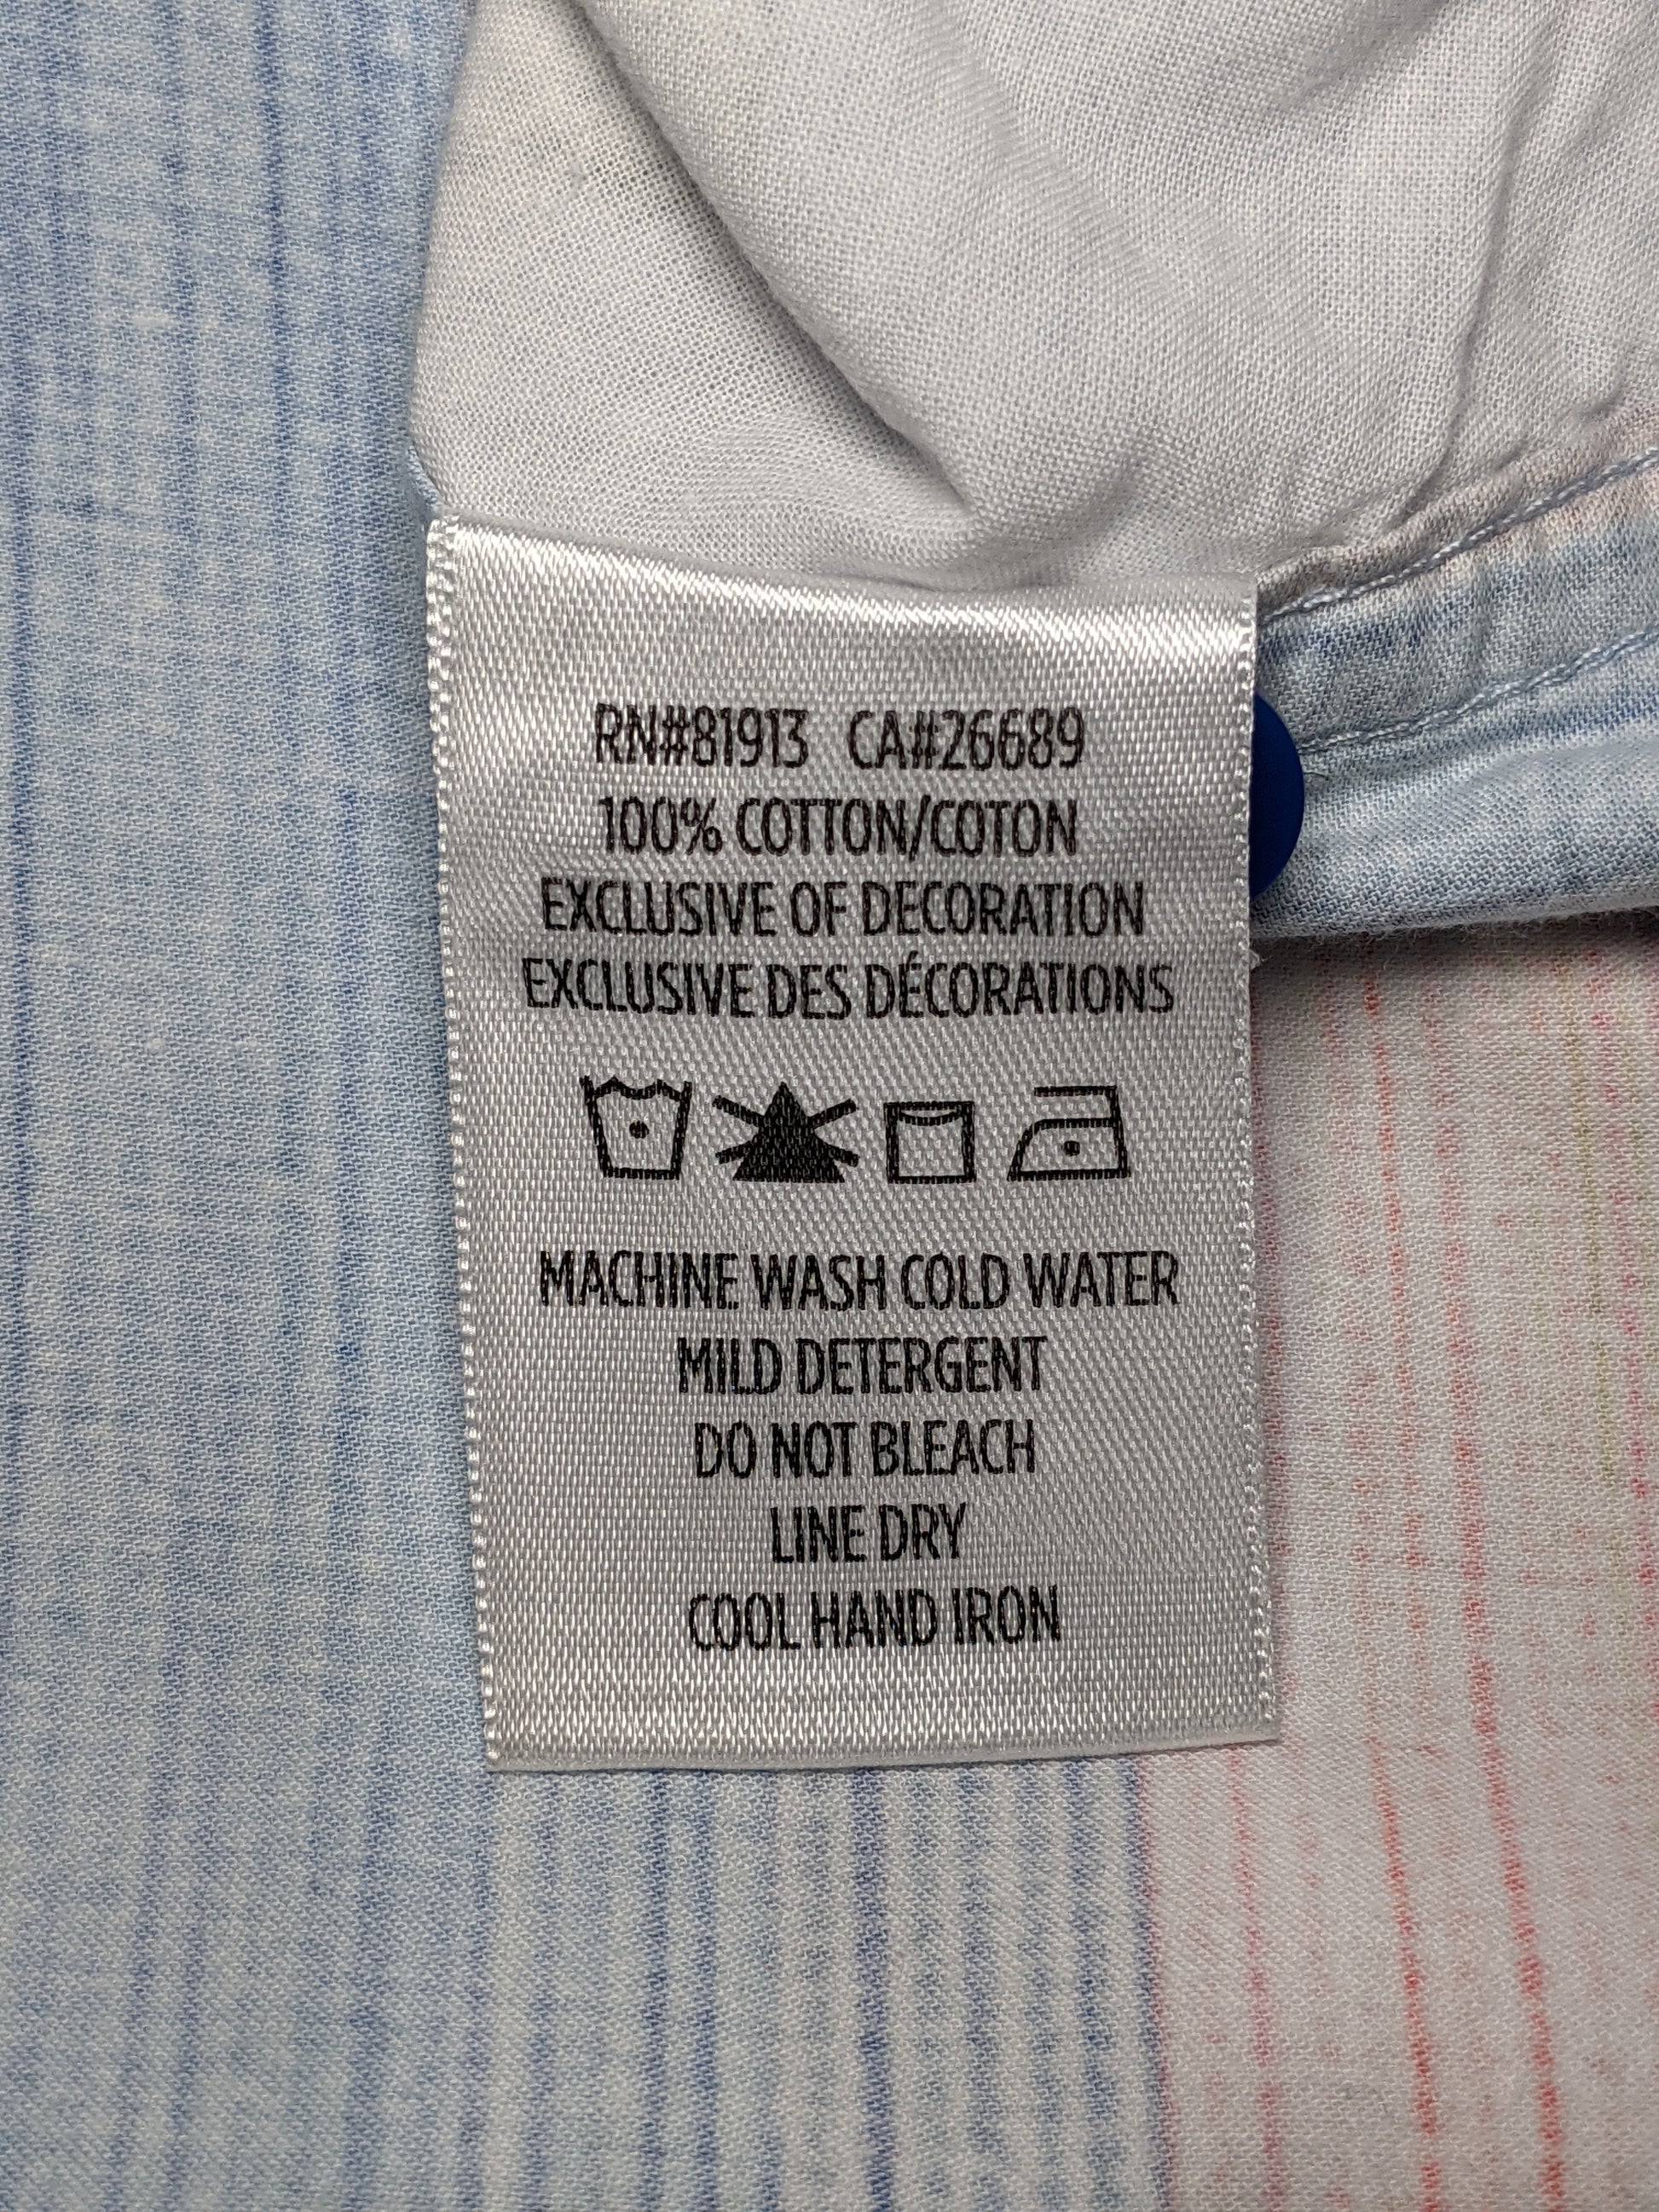 RN#81913 CA#26689
100% COTTON/COTON
EXCLUSIVE OF DECORATION
EXCLUSIVE DES DÉCORATIONS
MACHINE WASH COLD WATER
MILD DETERGENT
DO NOT BLEACH
LINE DRY
COOL HAND IRON